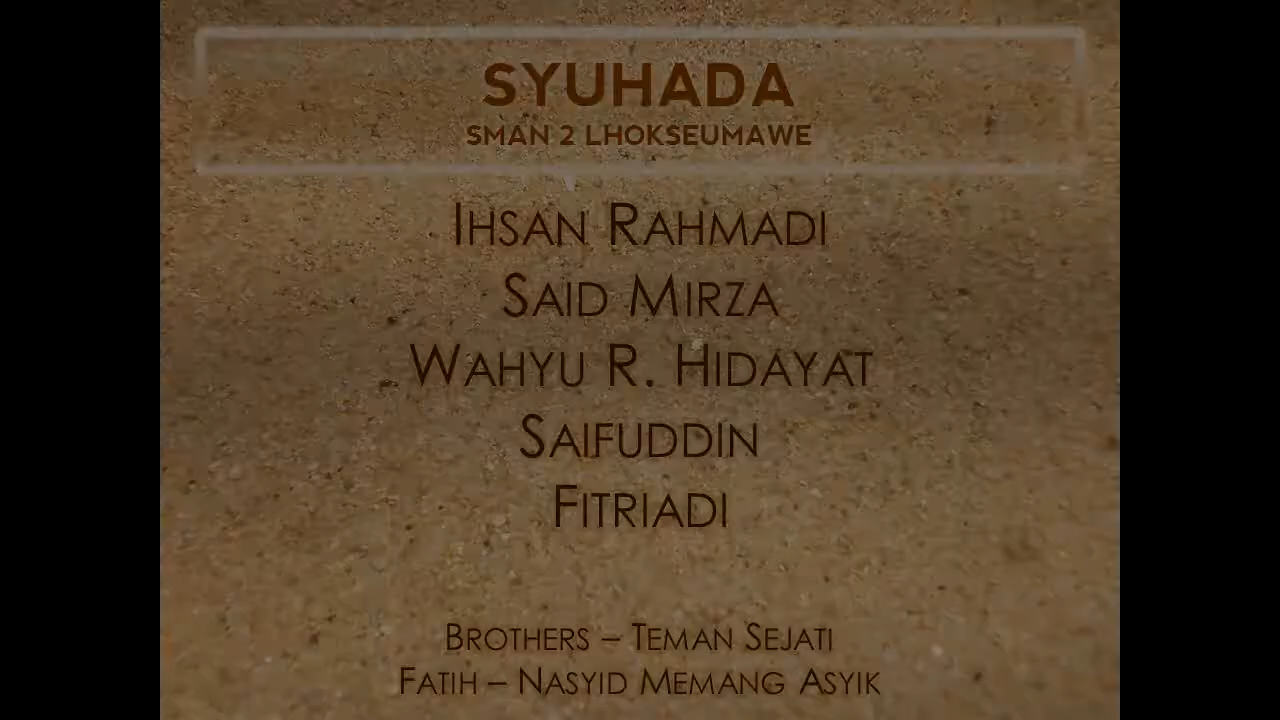 SYUHADA
SMAN 2 LHOKSEUMAWE
IHSAN RAHMADI
SAID MIRZA
WAHYU R. HIDAYAT
SAIFUDDIN
FITRIADI
BROTHERS – TEMAN SEJATI
FATIH – NASYID MEMANG ASYIK